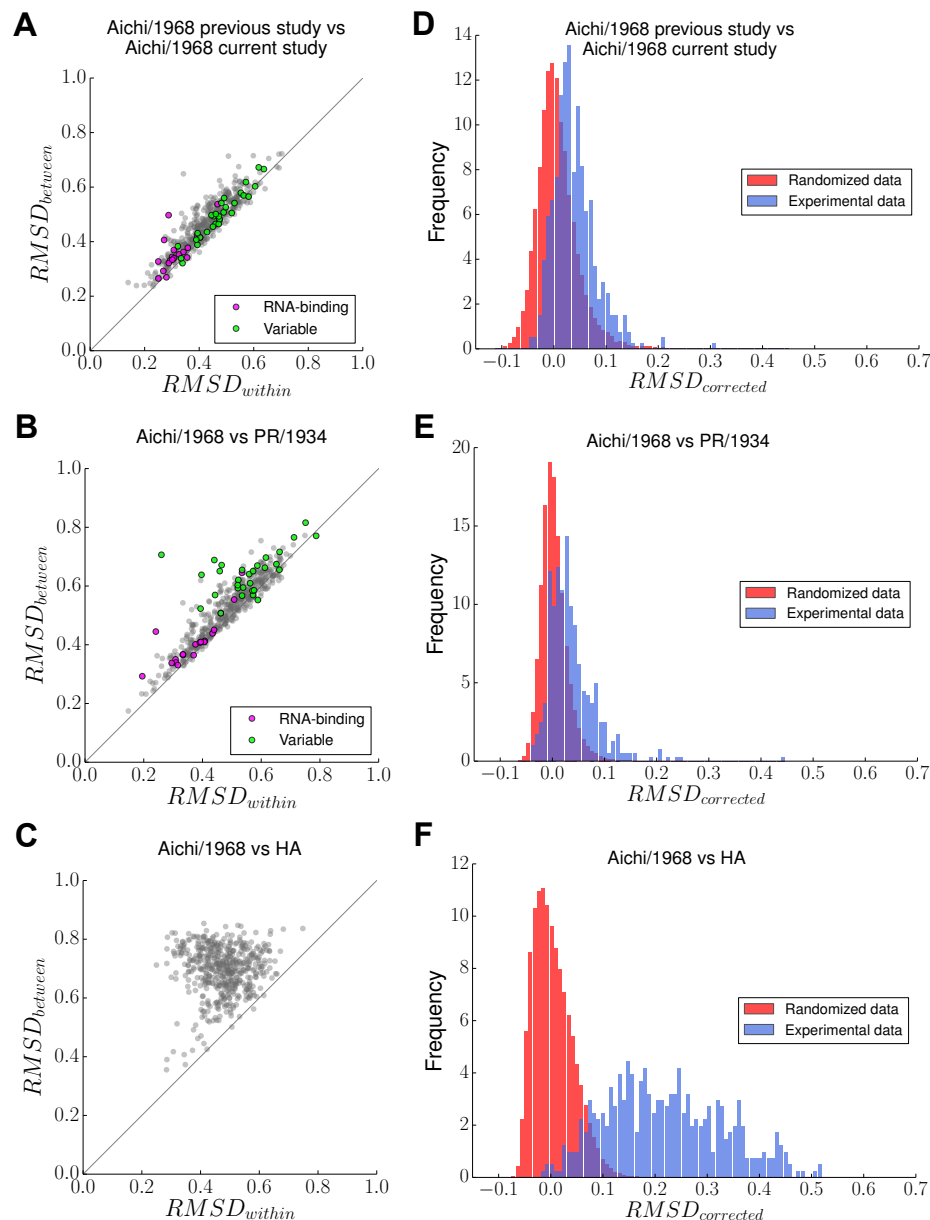 A
Aichi/1968 previous study vs
Aichi/1968 current study
1.0
0.8
0.6
0.4
0.2
0.0
RMSD_between
RNA-binding
Variable
0.0 0.2 0.4 0.6 0.8 1.0
RMSD_within
D
Aichi/1968 previous study vs
Aichi/1968 current study
14
12
10
8
6
4
2
0
Frequency
Randomized data
Experimental data
−0.1 0.0 0.1 0.2 0.3 0.4 0.5 0.6 0.7
RMSD_corrected
B
Aichi/1968 vs PR/1934
1.0
0.8
0.6
0.4
0.2
0.0
RMSD_between
RNA-binding
Variable
0.0 0.2 0.4 0.6 0.8 1.0
RMSD_within
E
Aichi/1968 vs PR/1934
20
15
10
5
0
Frequency
Randomized data
Experimental data
−0.1 0.0 0.1 0.2 0.3 0.4 0.5 0.6 0.7
RMSD_corrected
C
Aichi/1968 vs HA
1.0
0.8
0.6
0.4
0.2
0.0
RMSD_between
0.0 0.2 0.4 0.6 0.8 1.0
RMSD_within
F
Aichi/1968 vs HA
12
10
8
6
4
2
0
Frequency
Randomized data
Experimental data
−0.1 0.0 0.1 0.2 0.3 0.4 0.5 0.6 0.7
RMSD_corrected